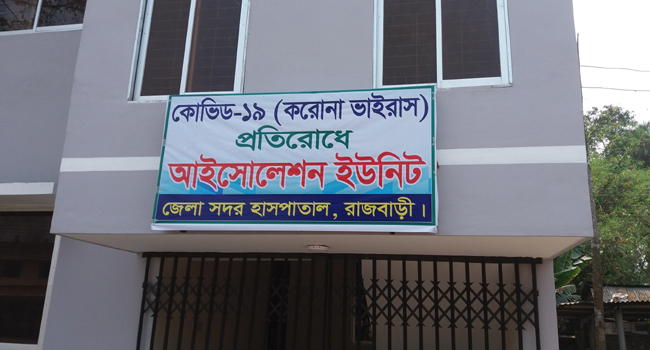 কোভিড-১৯ (করোনা ভাইরাস)
প্রতিরোধে
আইসোলেশন ইউনিট
জেলা সদর হাসপাতাল, রাজবাড়ী।